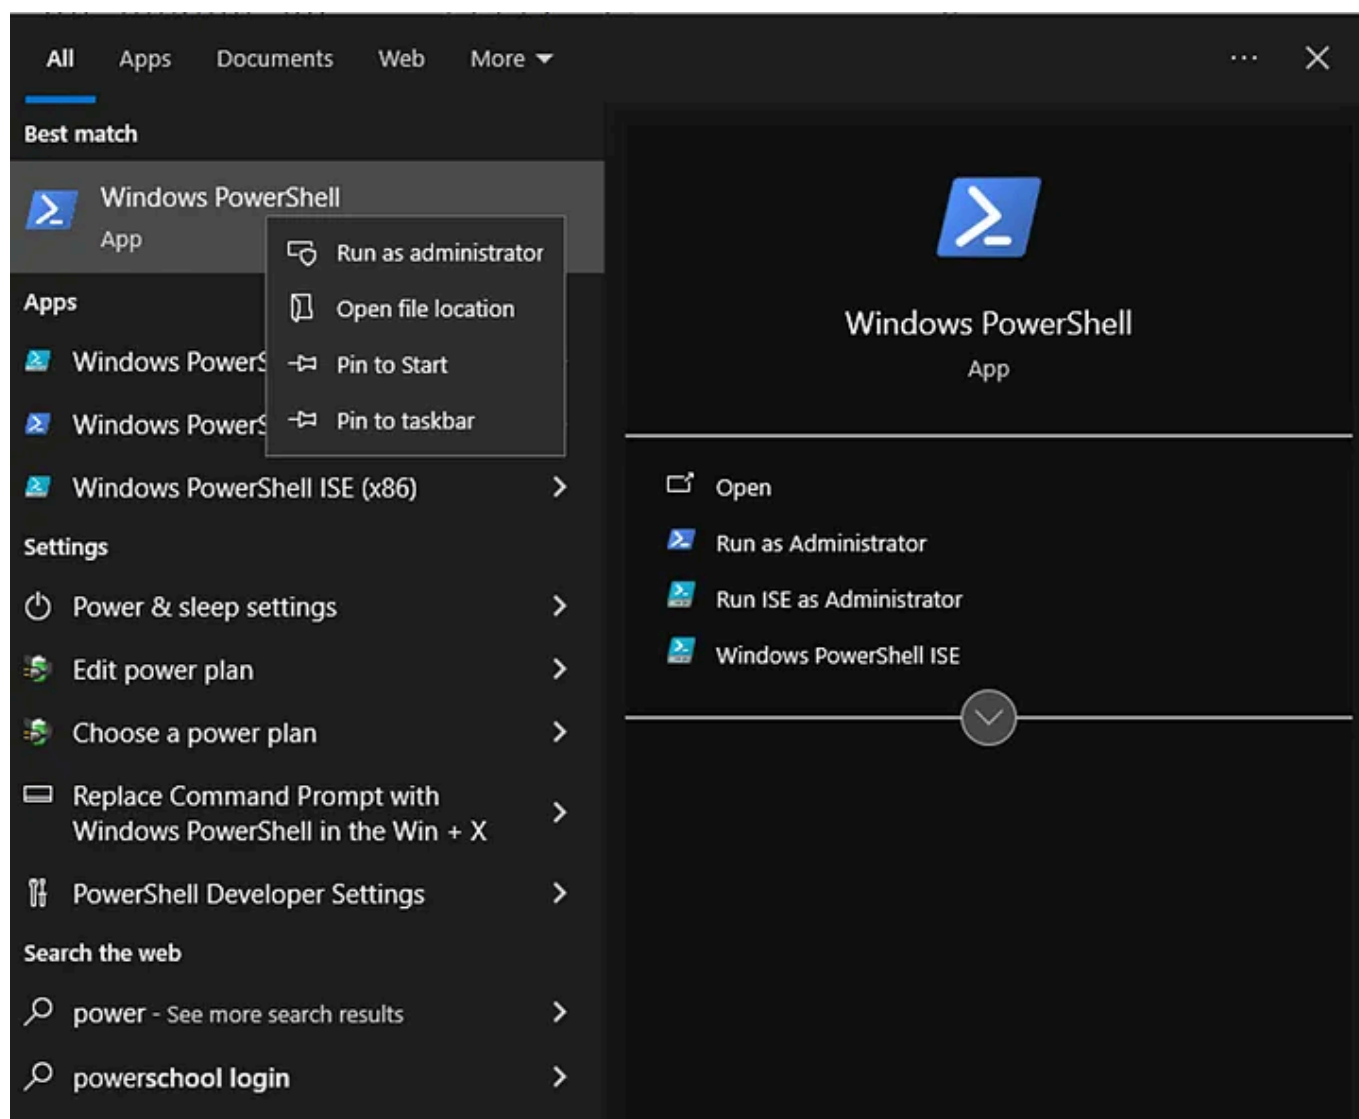 All Apps Documents Web More
Best match
Windows PowerShell
App
Run as administrator
Open file location
Pin to Start
Pin to taskbar
Apps
Windows PowerS
Windows PowerS
Windows PowerShell ISE (x86)
Settings
Power & sleep settings
Edit power plan
Choose a power plan
Replace Command Prompt with
Windows PowerShell in the Win + X
PowerShell Developer Settings
Search the web
power - See more search results
powerschool login
Windows PowerShell
App
Open
Run as Administrator
Run ISE as Administrator
Windows PowerShell ISE